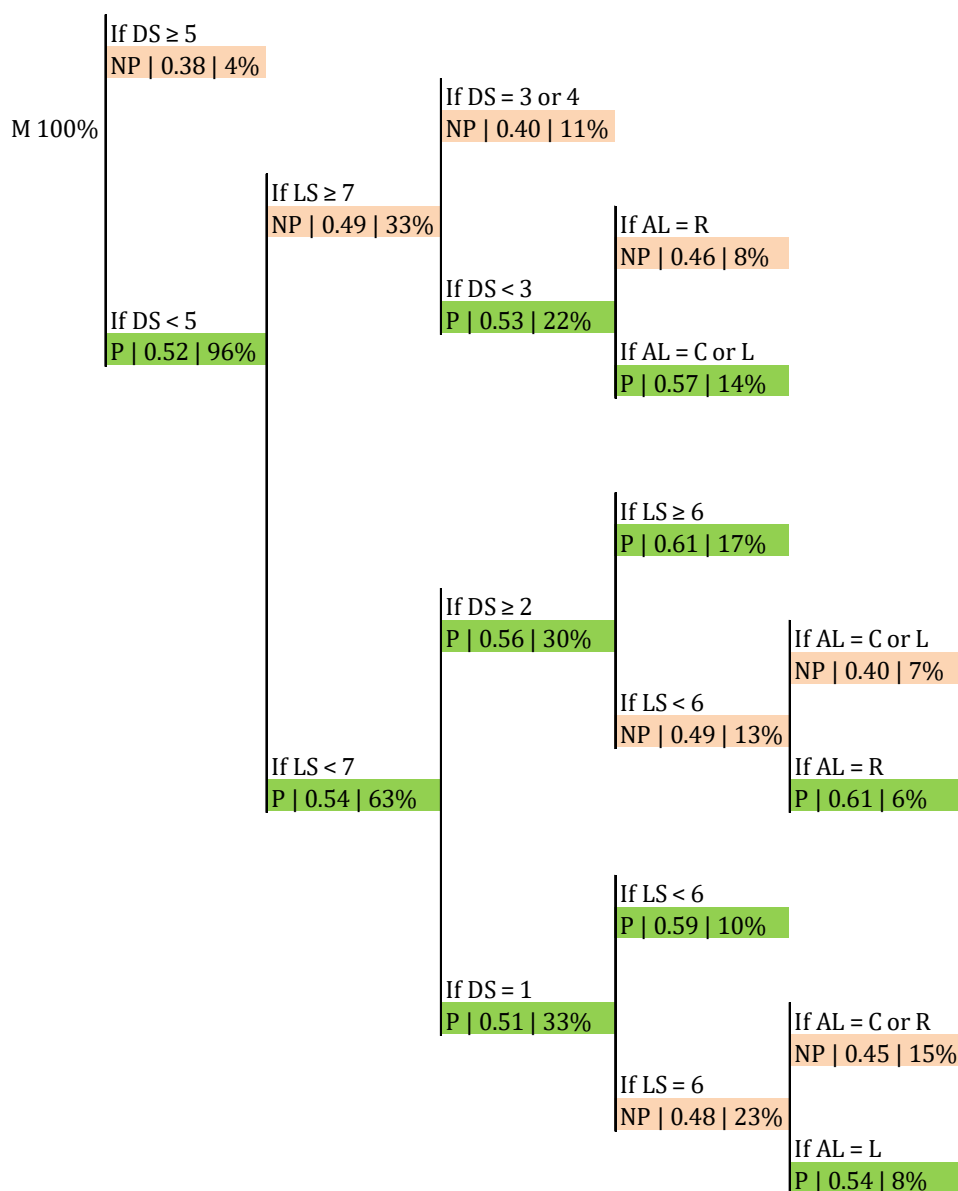 If DS ≥ 5
NP | 0.38 | 4%
M 100%
If DS < 5
P | 0.52 | 96%
If LS ≥ 7
NP | 0.49 | 33%
If LS < 7
P | 0.54 | 63%
If DS = 3 or 4
NP | 0.40 | 11%
If DS < 3
P | 0.53 | 22%
If DS ≥ 2
P | 0.56 | 30%
If DS = 1
P | 0.51 | 33%
If AL = R
NP | 0.46 | 8%
If AL = C or L
P | 0.57 | 14%
If LS ≥ 6
P | 0.61 | 17%
If LS < 6
NP | 0.49 | 13%
If LS < 6
P | 0.59 | 10%
If LS = 6
NP | 0.48 | 23%
If AL = C or L
NP | 0.40 | 7%
If AL = R
P | 0.61 | 6%
If AL = C or R
NP | 0.45 | 15%
If AL = L
P | 0.54 | 8%